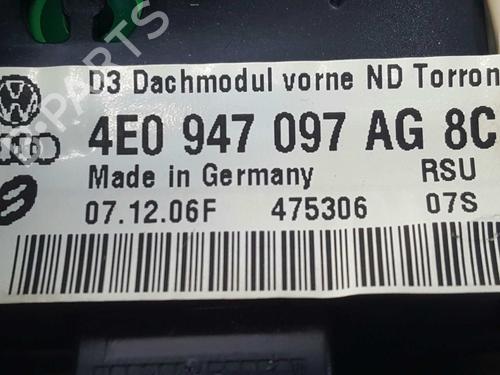 D3 Dachmodul vorne ND Torron
4E0 947 097 AG 8C
Made in Germany RSU
07.12.06F 475306 07S